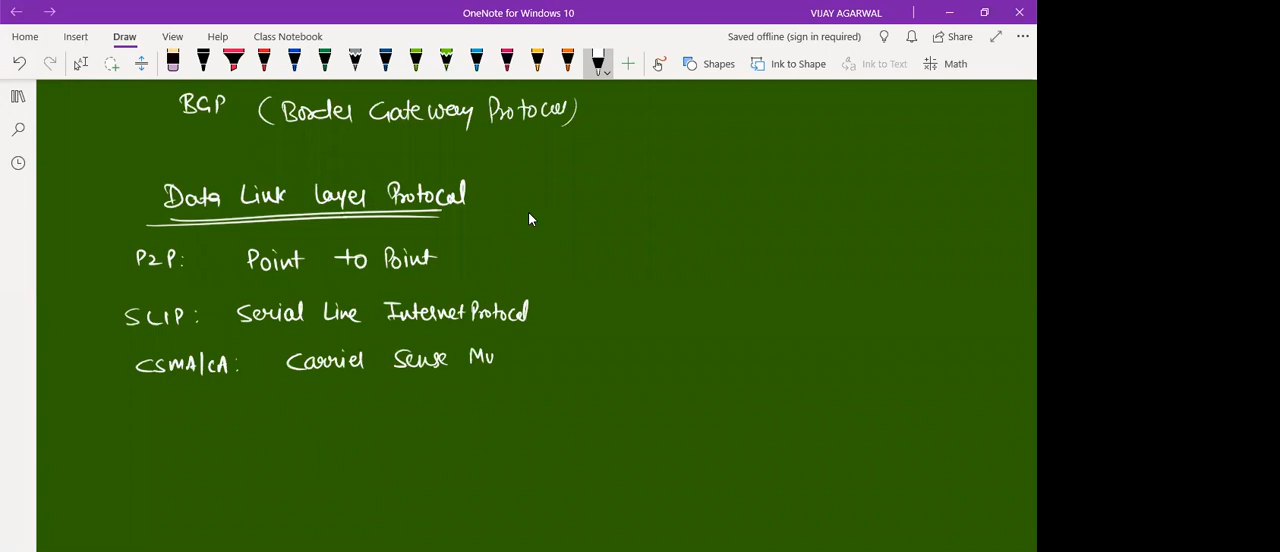 OneNote for Windows 10
VIJAY AGARWAL
Home Insert Draw View Help Class Notebook
Saved offline (sign in required)
Share
Shapes
Ink to Shape
Ink to Text
Math
BGP (Border Gateway Protocol)
Data Link Layer Protocal
P2P: Point to Point
SLIP: Serial Line Internet Protocol
CSMA/CA: Carrier Sense Mu